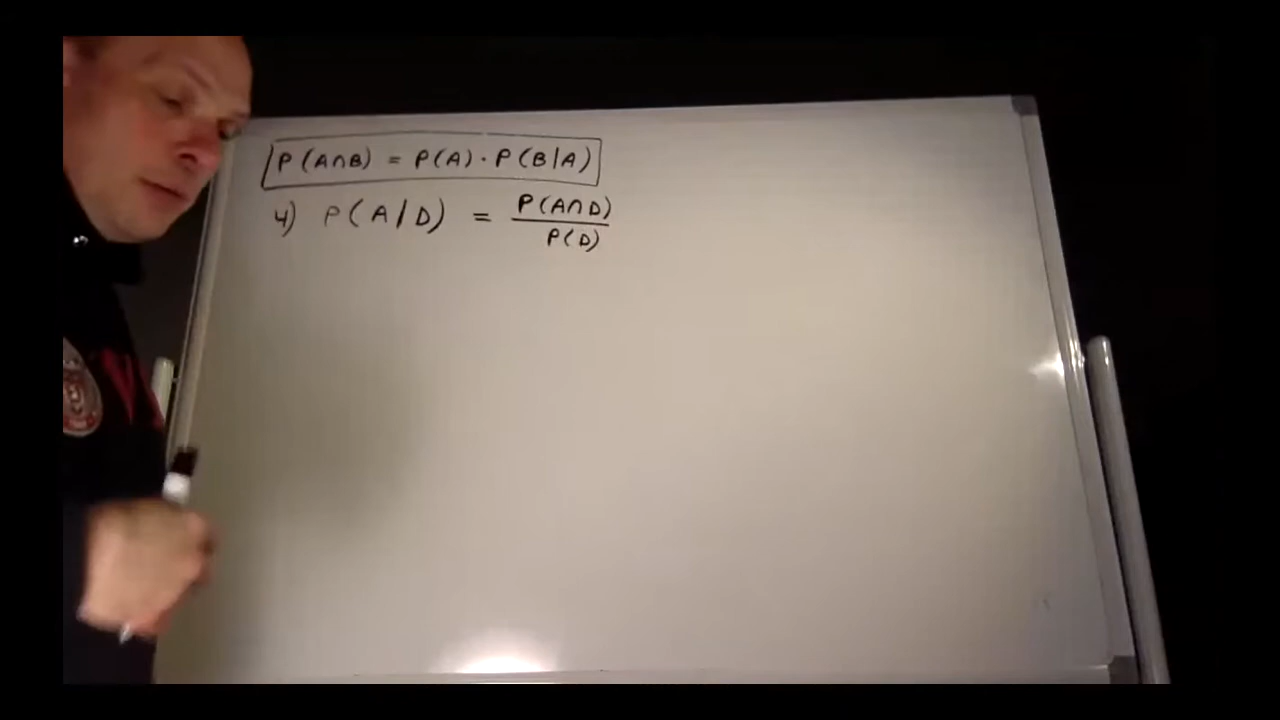 P(A∩B) = P(A) · P(B|A)
4) P(A|D) = P(A∩D)
P(D)